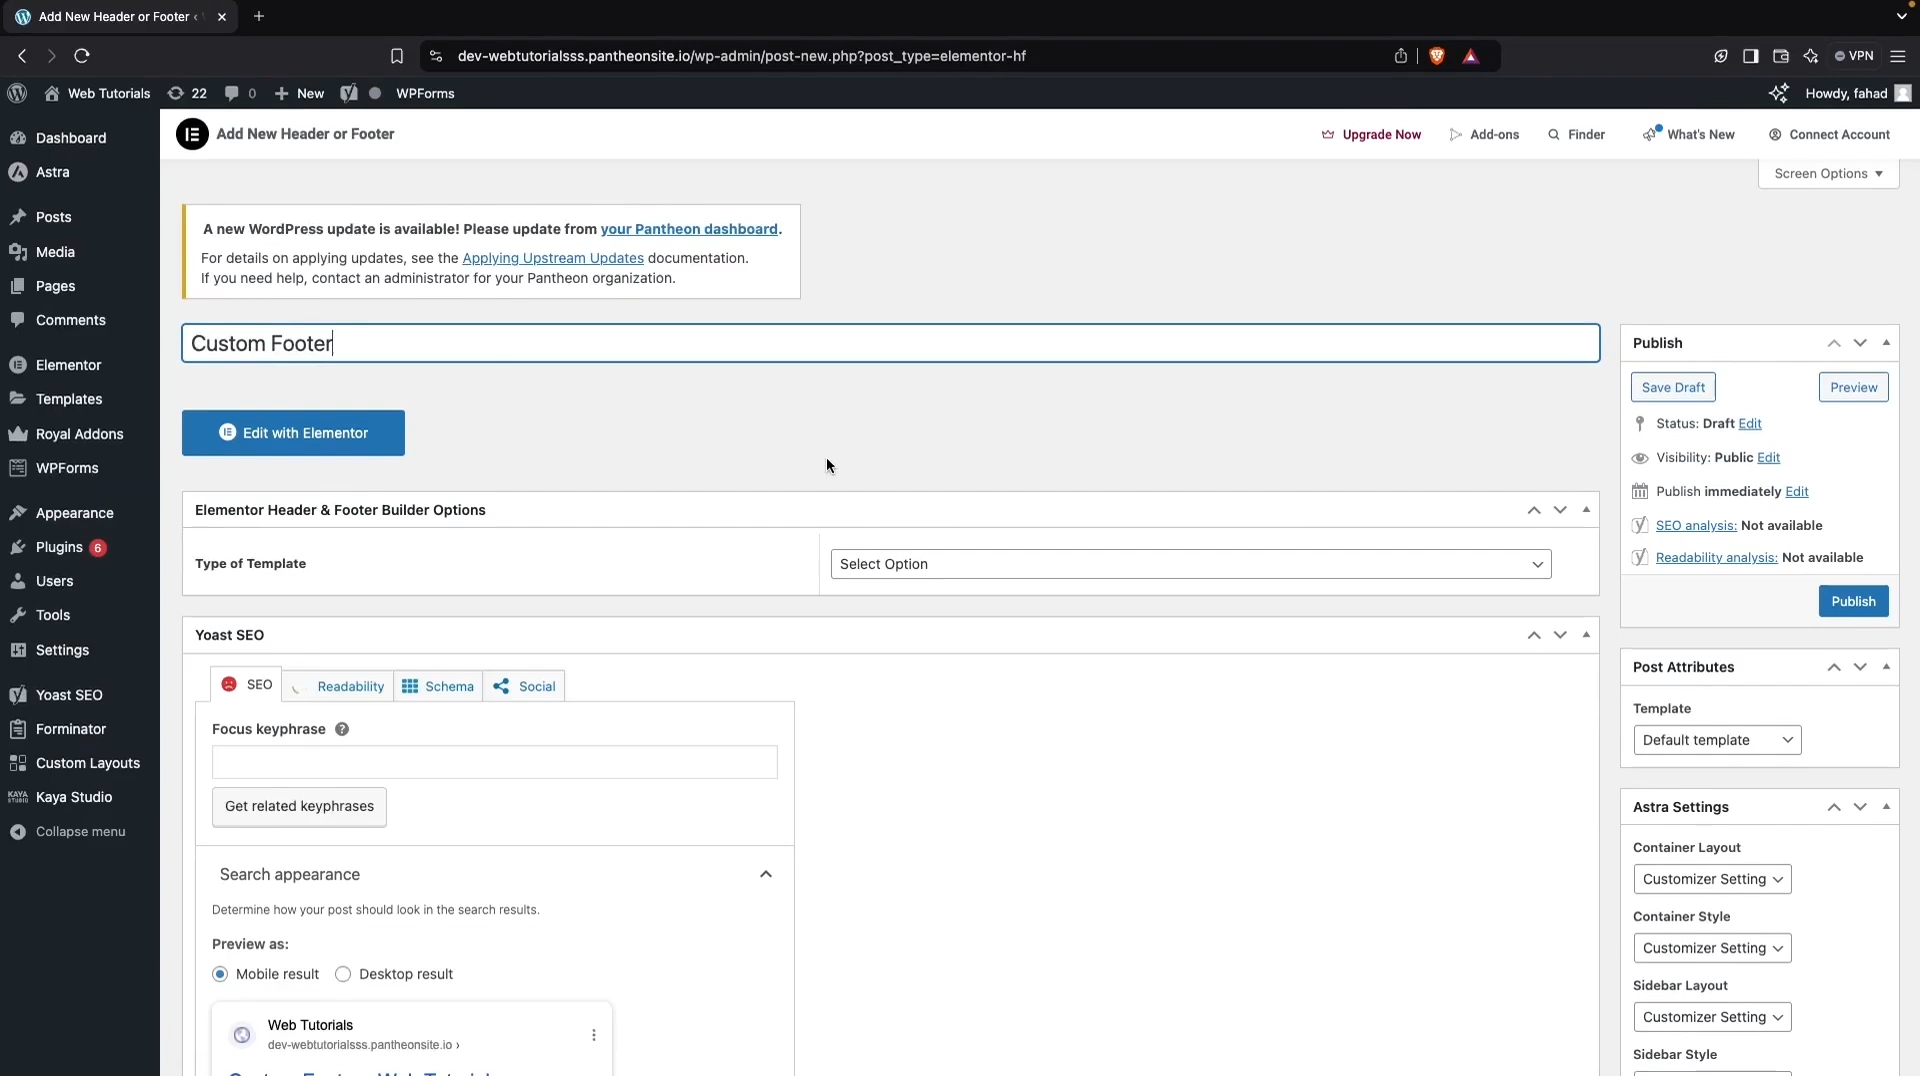 Add New Header or Footer ‹
dev-webtutorialsss.pantheonsite.io/wp-admin/post-new.php?post_type=elementor-hf
VPN
Web Tutorials
22
0
New
WPForms
Howdy, fahad
Dashboard
Astra
Posts
Media
Pages
Comments
Elementor
Templates
Royal Addons
WPForms
Appearance
Plugins 6
Users
Tools
Settings
Yoast SEO
Forminator
Custom Layouts
KAYA STUDIO Kaya Studio
Collapse menu
Add New Header or Footer
Upgrade Now
Add-ons
Finder
What's New
Connect Account
Screen Options
A new WordPress update is available! Please update from your Pantheon dashboard.
For details on applying updates, see the Applying Upstream Updates documentation.
If you need help, contact an administrator for your Pantheon organization.
Custom Footer
Edit with Elementor
Elementor Header & Footer Builder Options
Type of Template
Select Option
Yoast SEO
SEO
Readability
Schema
Social
Focus keyphrase
Get related keyphrases
Search appearance
Determine how your post should look in the search results.
Preview as:
Mobile result
Desktop result
Web Tutorials
dev-webtutorialsss.pantheonsite.io ›
Publish
Save Draft
Preview
Status: Draft Edit
Visibility: Public Edit
Publish immediately Edit
SEO analysis: Not available
Readability analysis: Not available
Publish
Post Attributes
Template
Default template
Astra Settings
Container Layout
Customizer Setting
Container Style
Customizer Setting
Sidebar Layout
Customizer Setting
Sidebar Style